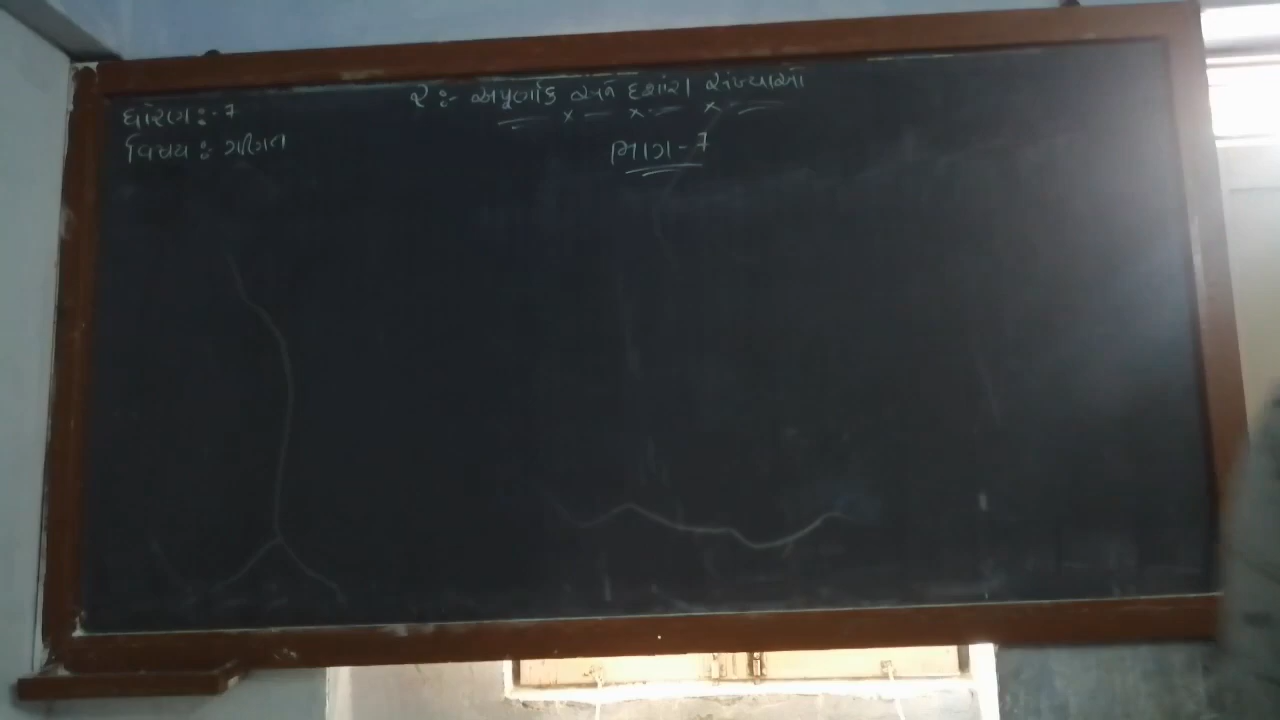 ૨ :- અપૂર્ણાંક અને દશાંશ સંખ્યાઓ
ધોરણ :- 7
વિષય :- ગણિત
ભાગ - 7